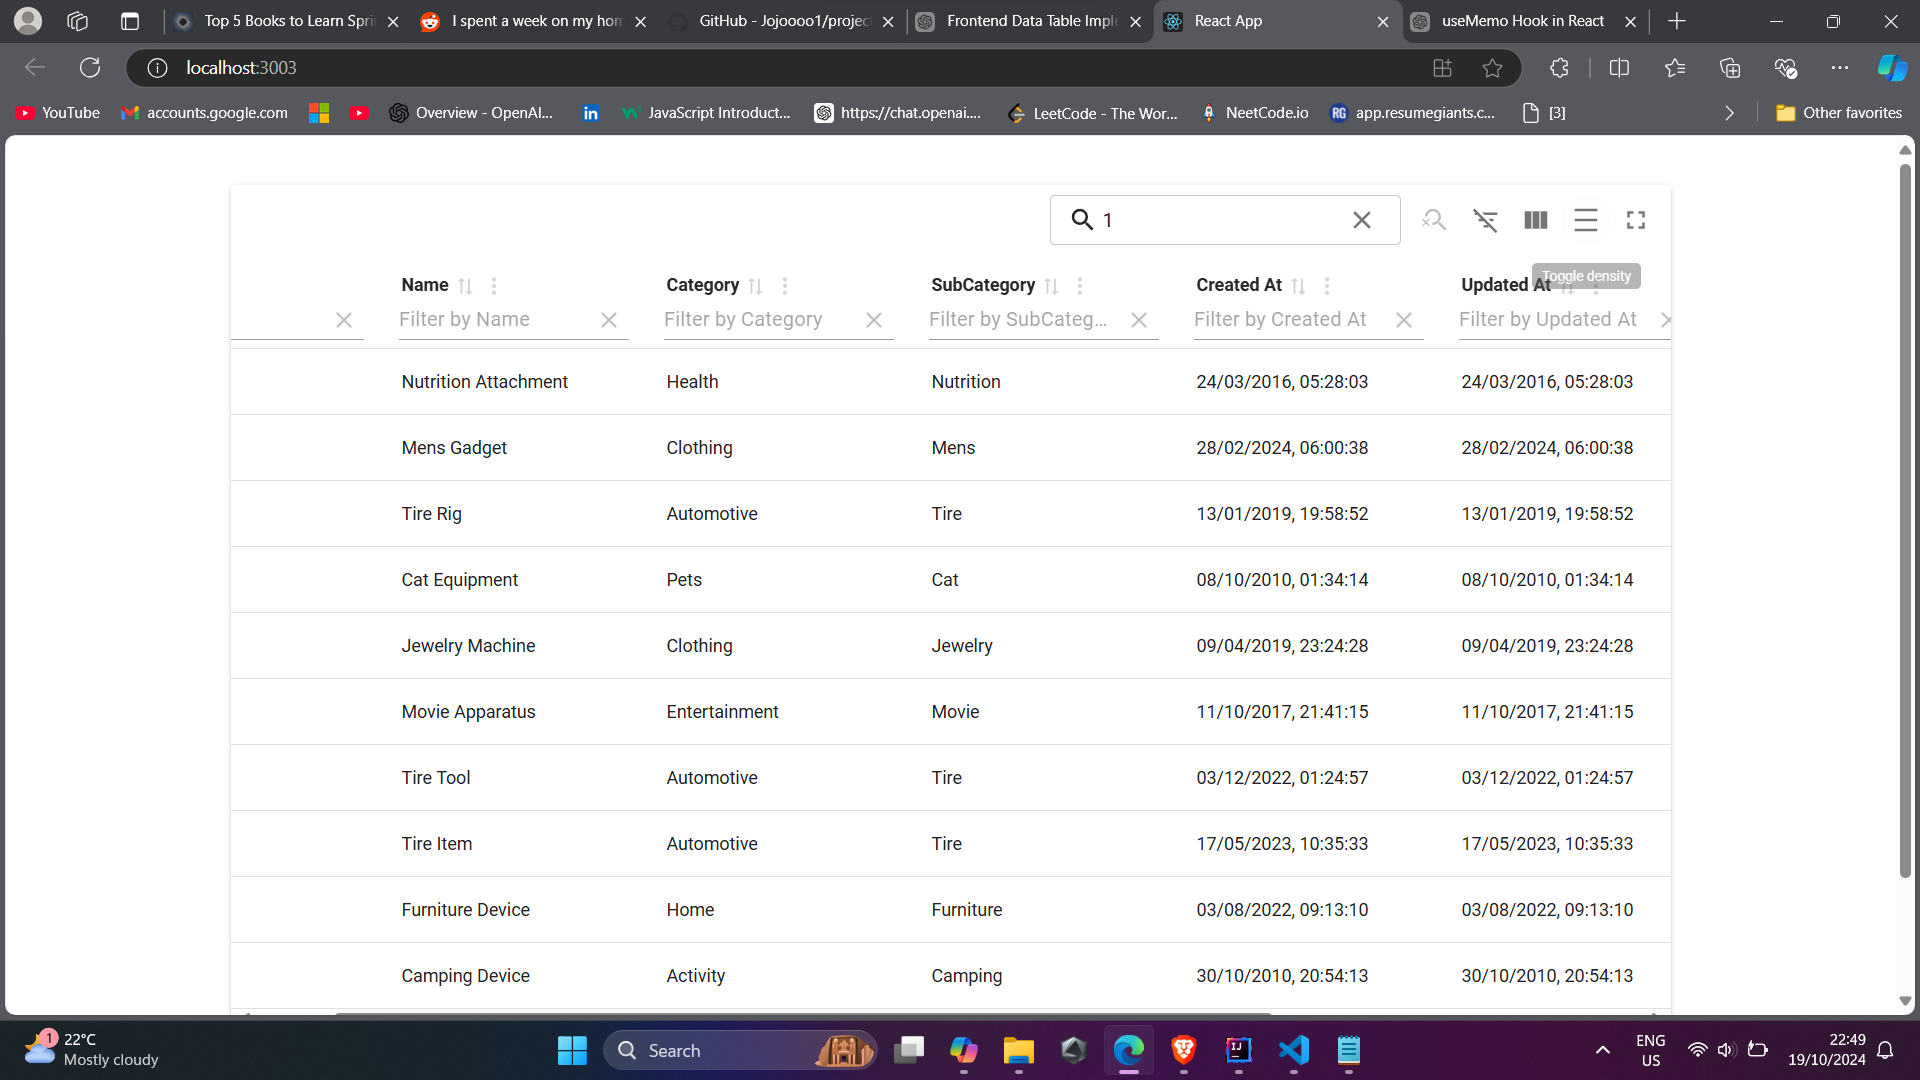 Top 5 Books to Learn Spri
I spent a week on my hom
GitHub - Jojoooo1/projec
Frontend Data Table Imple
React App
useMemo Hook in React
localhost:3003
YouTube
accounts.google.com
Overview - OpenAI...
JavaScript Introduct...
https://chat.openai....
LeetCode - The Wor...
NeetCode.io
RG
app.resumegiants.c...
[3]
Other favorites
1
Toggle density
Name
Category
SubCategory
Created At
Updated At
Filter by Name
Filter by Category
Filter by SubCateg...
Filter by Created At
Filter by Updated At
Nutrition Attachment Health Nutrition 24/03/2016, 05:28:03 24/03/2016, 05:28:03
Mens Gadget Clothing Mens 28/02/2024, 06:00:38 28/02/2024, 06:00:38
Tire Rig Automotive Tire 13/01/2019, 19:58:52 13/01/2019, 19:58:52
Cat Equipment Pets Cat 08/10/2010, 01:34:14 08/10/2010, 01:34:14
Jewelry Machine Clothing Jewelry 09/04/2019, 23:24:28 09/04/2019, 23:24:28
Movie Apparatus Entertainment Movie 11/10/2017, 21:41:15 11/10/2017, 21:41:15
Tire Tool Automotive Tire 03/12/2022, 01:24:57 03/12/2022, 01:24:57
Tire Item Automotive Tire 17/05/2023, 10:35:33 17/05/2023, 10:35:33
Furniture Device Home Furniture 03/08/2022, 09:13:10 03/08/2022, 09:13:10
Camping Device Activity Camping 30/10/2010, 20:54:13 30/10/2010, 20:54:13
1
22°C
Mostly cloudy
Search
IJ
ENG
US
22:49
19/10/2024